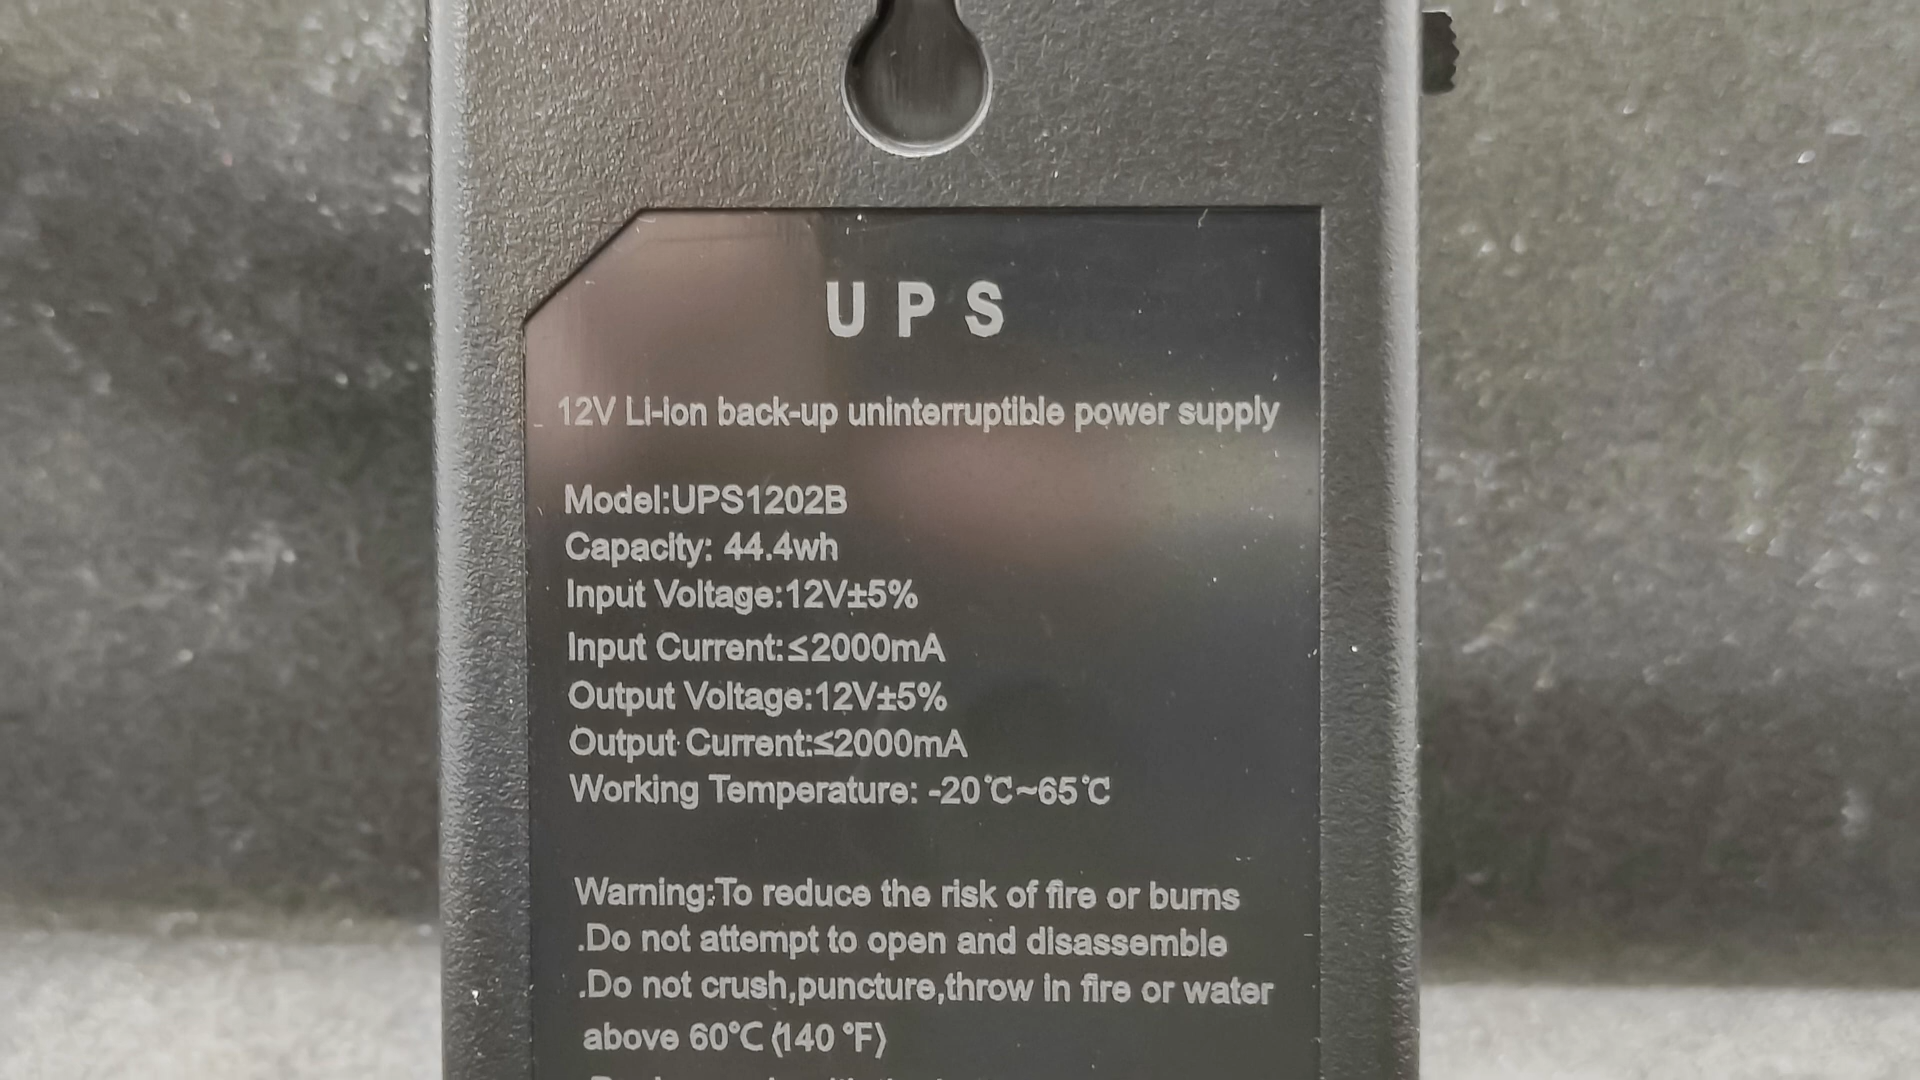 UPS
12V Li-ion back-up uninterruptible power supply
Model:UPS1202B
Capacity: 44.4wh
Input Voltage:12V±5%
Input Current:≤2000mA
Output Voltage:12V±5%
Output Current:≤2000mA
Working Temperature: -20℃~65℃
Warning:To reduce the risk of fire or burns
.Do not attempt to open and disassemble
.Do not crush,puncture,throw in fire or water
above 60℃ (140 ℉)